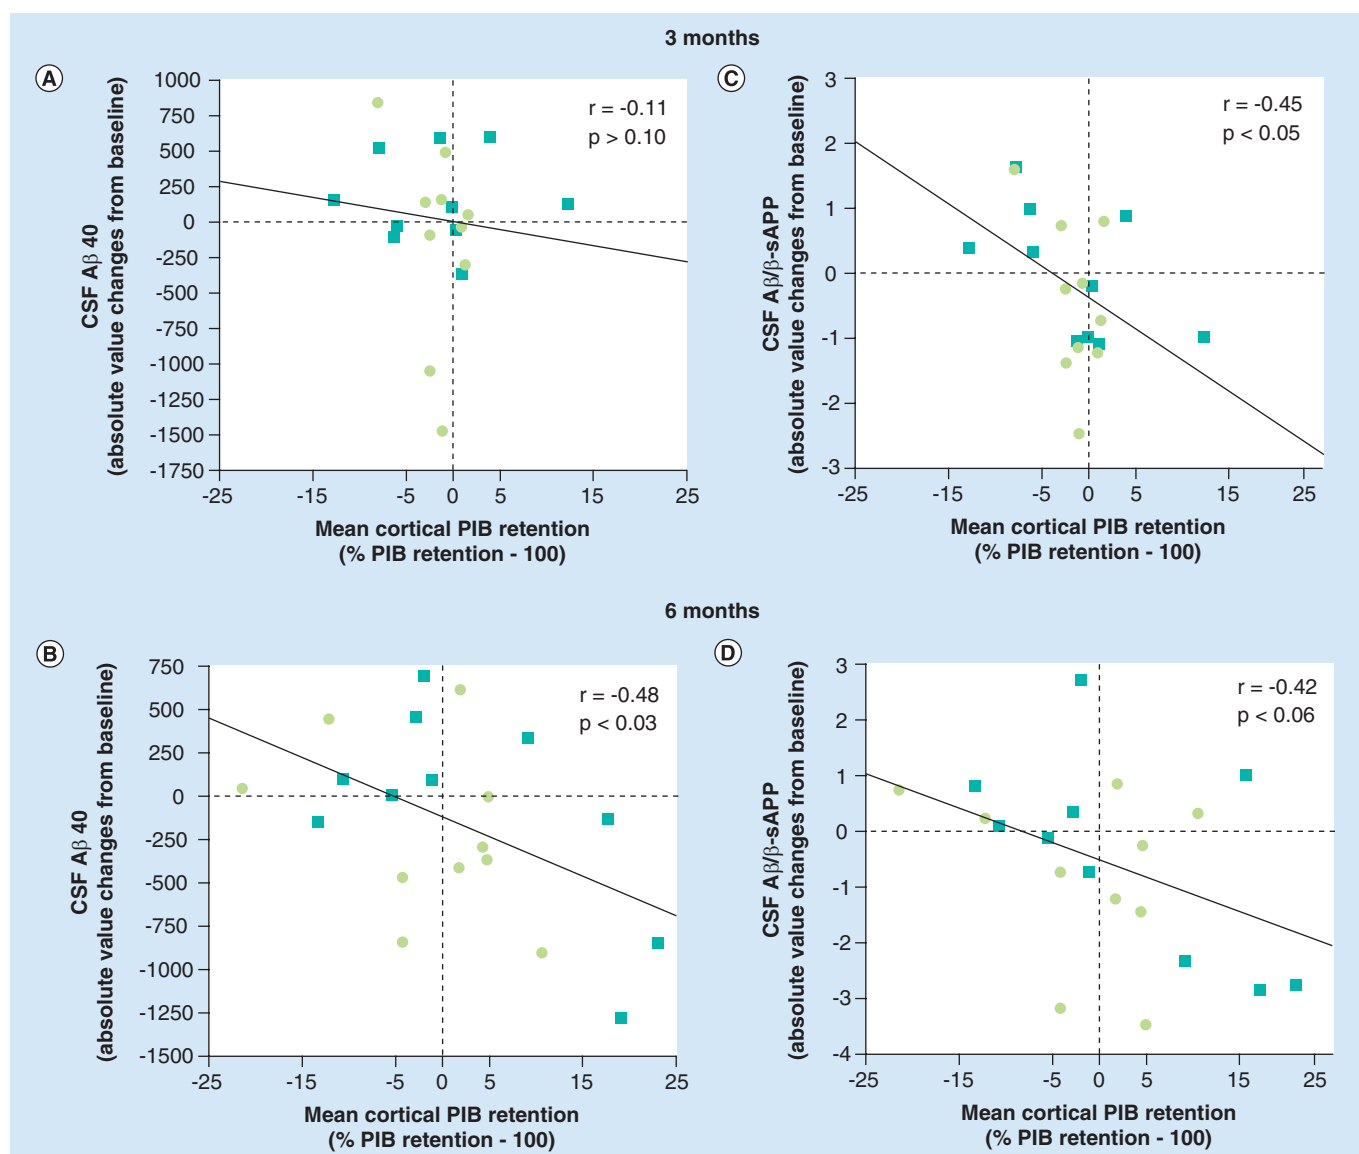 3 months
A
CSF Aβ 40
(absolute value changes from baseline)
1000
750
500
250
0
-250
-500
-750
-1000
-1250
-1500
-1750
r = -0.11
p > 0.10
-25
-15
-5
0
5
15
25
Mean cortical PIB retention
(% PIB retention - 100)
C
CSF Aβ/β-sAPP
(absolute value changes from baseline)
3
2
1
0
-1
-2
-3
r = -0.45
p < 0.05
-25
-15
-5
0
5
15
25
Mean cortical PIB retention
(% PIB retention - 100)
6 months
B
CSF Aβ 40
(absolute value changes from baseline)
750
500
250
0
-250
-500
-750
-1000
-1250
-1500
r = -0.48
p < 0.03
-25
-15
-5
0
5
15
25
Mean cortical PIB retention
(% PIB retention - 100)
D
CSF Aβ/β-sAPP
(absolute value changes from baseline)
3
2
1
0
-1
-2
-3
-4
r = -0.42
p < 0.06
-25
-15
-5
0
5
15
25
Mean cortical PIB retention
(% PIB retention - 100)